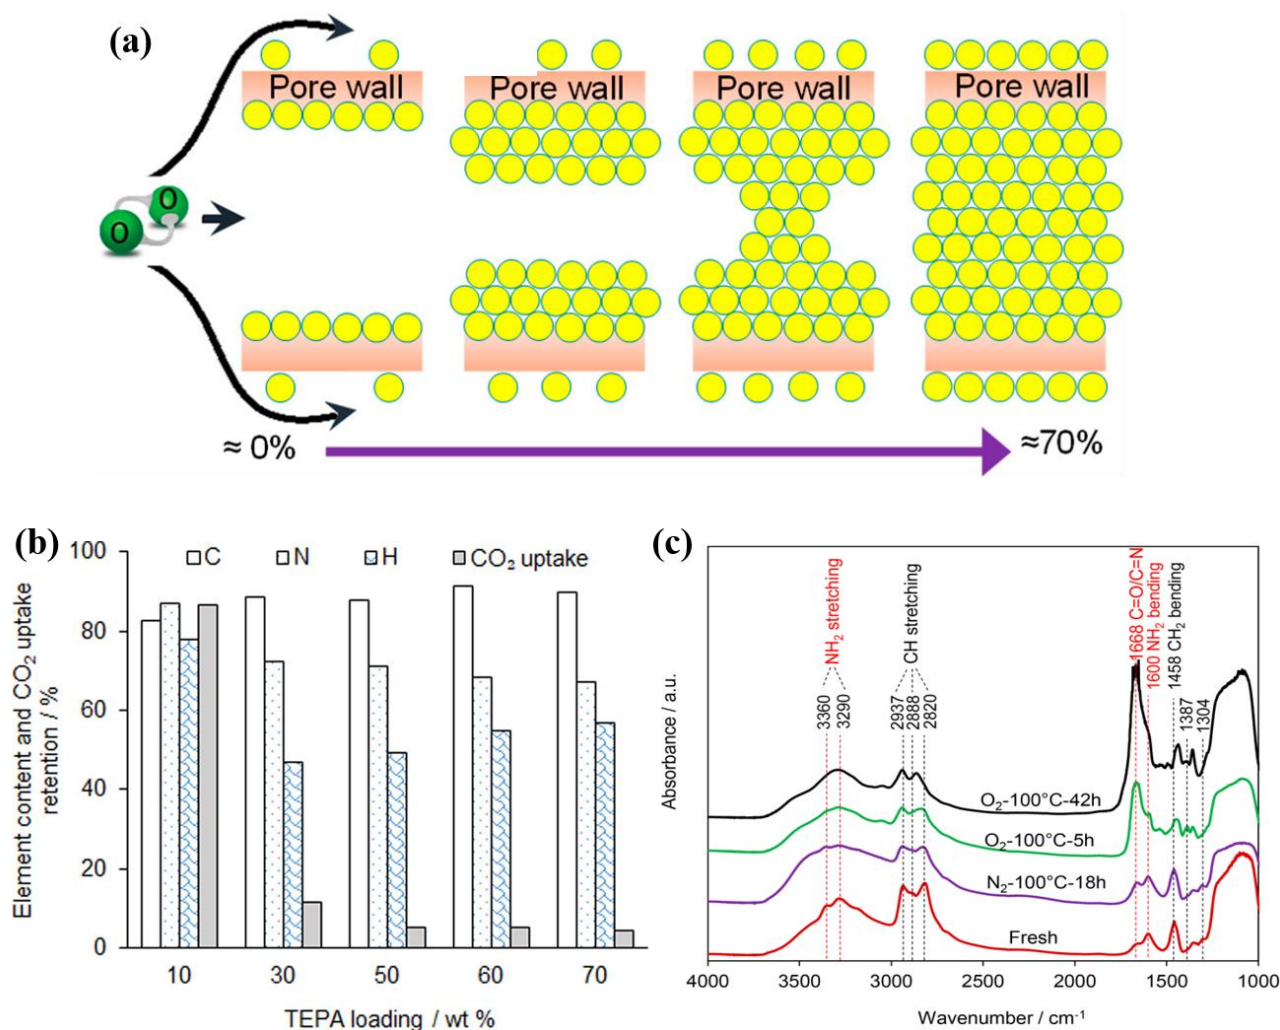 (a)
Pore wall Pore wall Pore wall Pore wall
O
O
≈ 0%
≈70%
(b)
Element content and CO₂ uptake
retention / %
100
80
60
40
20
0
C N H CO₂ uptake
10 30 50 60 70
TEPA loading / wt %
(c)
Absorbance / a.u.
NH₂ stretching
3360
3290
CH stretching
2937
2888
2820
1668 C=O/C=N
1600 NH₂ bending
1458 CH₂ bending
1387
1304
O₂-100°C-42h
O₂-100°C-5h
N₂-100°C-18h
Fresh
4000 3500 3000 2500 2000 1500 1000
Wavenumber / cm⁻¹